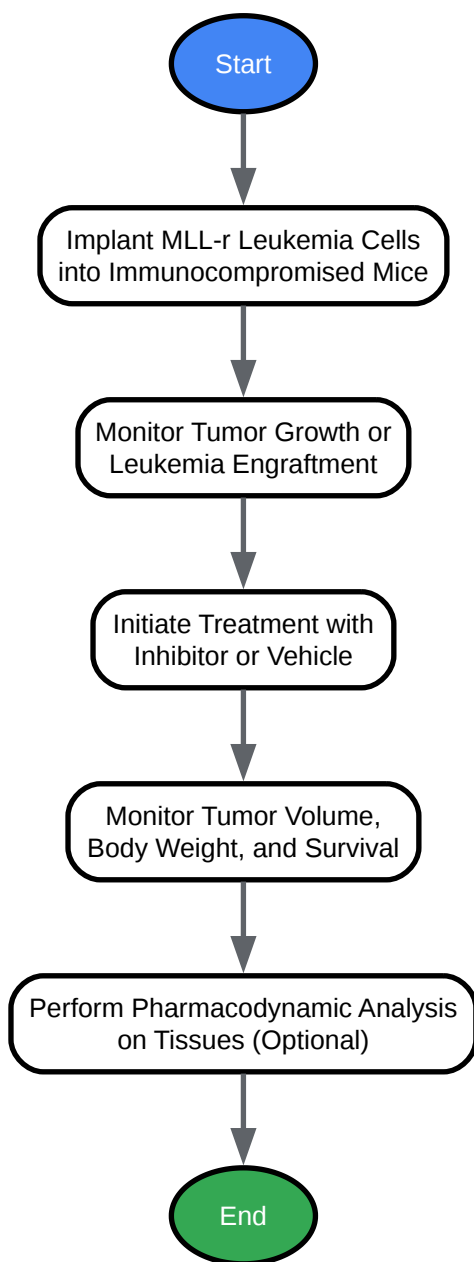 Start
Implant MLL-r Leukemia Cells
into Immunocompromised Mice
Monitor Tumor Growth or
Leukemia Engraftment
Initiate Treatment with
Inhibitor or Vehicle
Monitor Tumor Volume,
Body Weight, and Survival
Perform Pharmacodynamic Analysis
on Tissues (Optional)
End